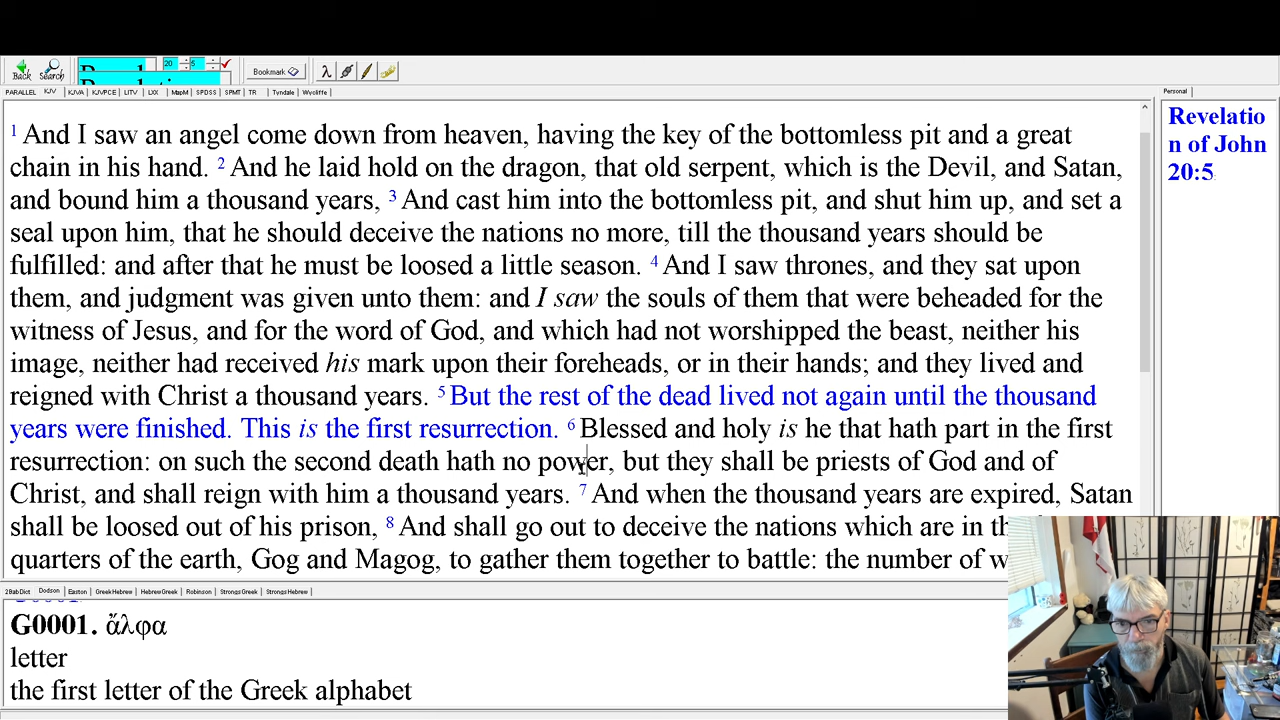 Back Search 20 5 Bookmark λ
PARALLEL KJV KJVA KJVPCE LITV LXX MapM SPDSS SPMT TR Tyndale Wycliffe
Personal
Revelatio
n of John
20:5
1 And I saw an angel come down from heaven, having the key of the bottomless pit and a great
chain in his hand. 2 And he laid hold on the dragon, that old serpent, which is the Devil, and Satan,
and bound him a thousand years, 3 And cast him into the bottomless pit, and shut him up, and set a
seal upon him, that he should deceive the nations no more, till the thousand years should be
fulfilled: and after that he must be loosed a little season. 4 And I saw thrones, and they sat upon
them, and judgment was given unto them: and I saw the souls of them that were beheaded for the
witness of Jesus, and for the word of God, and which had not worshipped the beast, neither his
image, neither had received his mark upon their foreheads, or in their hands; and they lived and
reigned with Christ a thousand years. 5 But the rest of the dead lived not again until the thousand
years were finished. This is the first resurrection. 6 Blessed and holy is he that hath part in the first
resurrection: on such the second death hath no power, but they shall be priests of God and of
Christ, and shall reign with him a thousand years. 7 And when the thousand years are expired, Satan
shall be loosed out of his prison, 8 And shall go out to deceive the nations which are in
quarters of the earth, Gog and Magog, to gather them together to battle: the number of
2BabDict Dodson Easton GreekHebrew HebrewGreek Robinson StrongsGreek StrongsHebrew
G0001. ἄλφα
letter
the first letter of the Greek alphabet